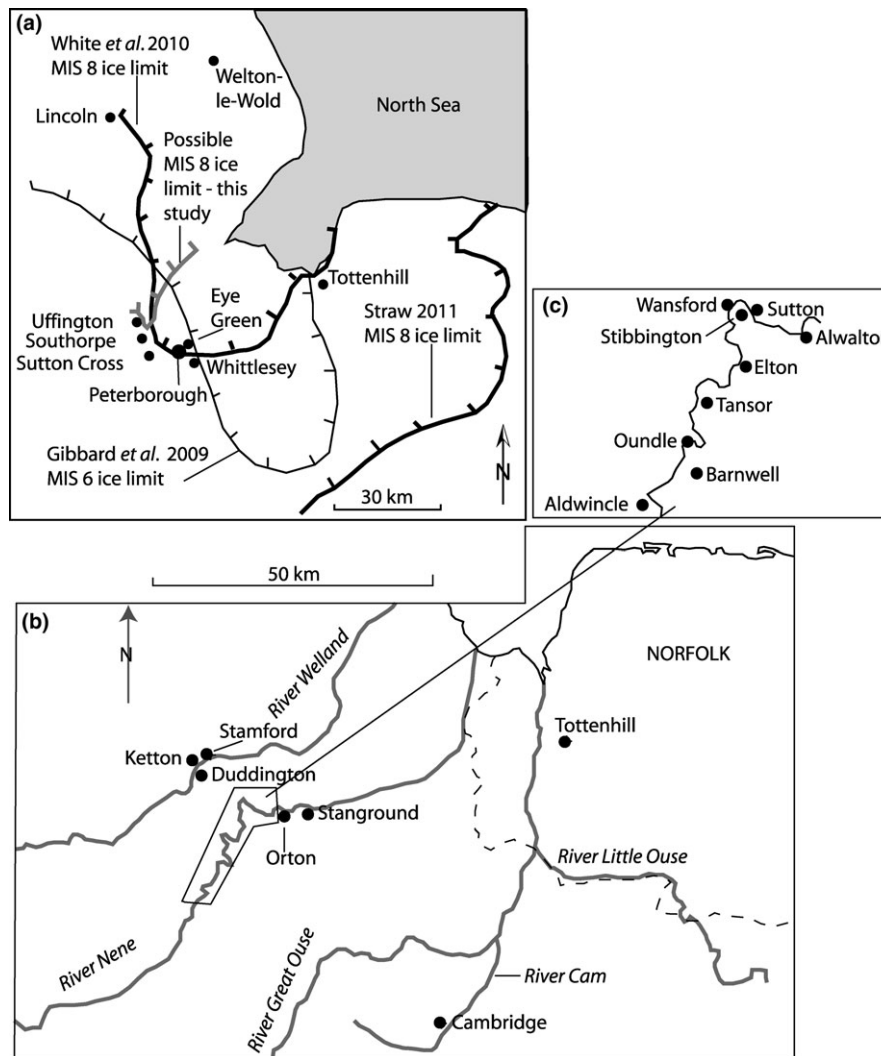 (a)
White et al. 2010
MIS 8 ice limit
Welton-
le-Wold
North Sea
Lincoln
Possible
MIS 8 ice
limit - this
study
Tottenhill
Eye
Green
Straw 2011
MIS 8 ice limit
Uffington
Southorpe
Sutton Cross
Whittlesey
Peterborough
Gibbard et al. 2009
MIS 6 ice limit
N
30 km
(c)
Wansford
Sutton
Stibbington
Alwalton
Elton
Tansor
Oundle
Barnwell
Aldwincle
50 km
(b)
N
River Welland
NORFOLK
Stamford
Ketton
Duddington
Tottenhill
Stanground
Orton
River Little Ouse
River Nene
River Great Ouse
River Cam
Cambridge